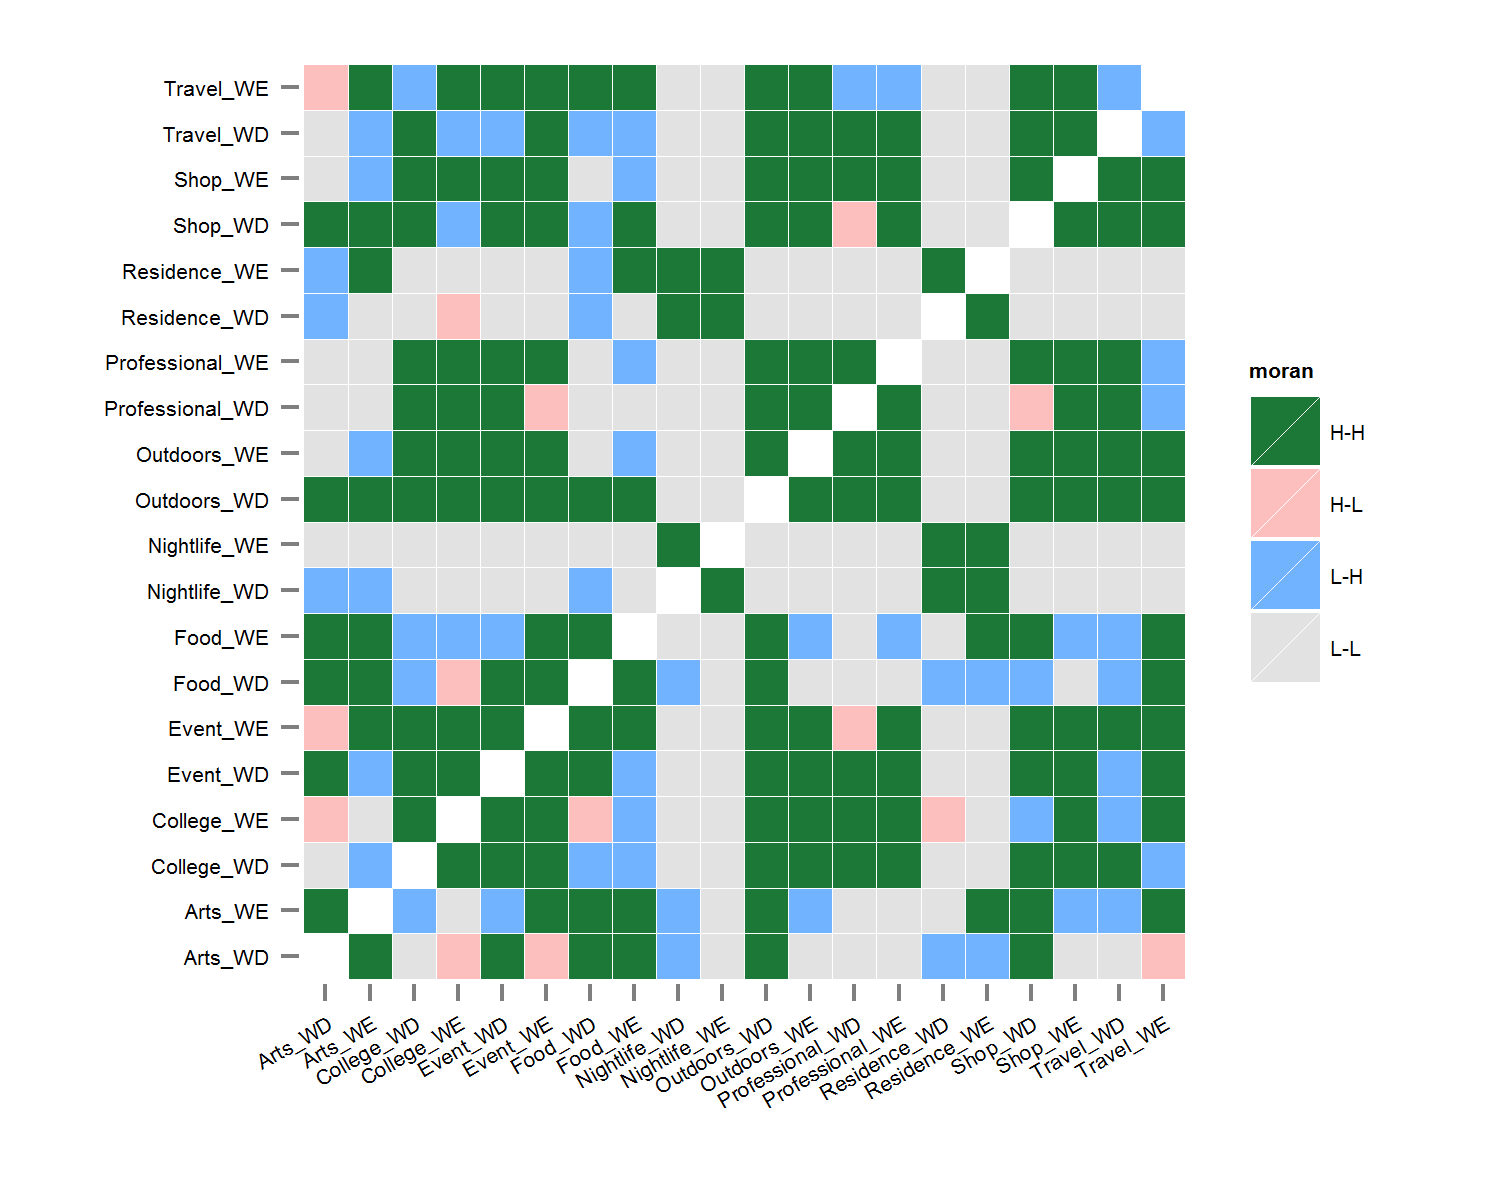 Travel_WE
Travel_WD
Shop_WE
Shop_WD
Residence_WE
Residence_WD
Professional_WE
Professional_WD
Outdoors_WE
Outdoors_WD
Nightlife_WE
Nightlife_WD
Food_WE
Food_WD
Event_WE
Event_WD
College_WE
College_WD
Arts_WE
Arts_WD
Arts_WD
Arts_WE
College_WD
College_WE
Event_WD
Event_WE
Food_WD
Food_WE
Nightlife_WD
Nightlife_WE
Outdoors_WD
Outdoors_WE
Professional_WD
Professional_WE
Residence_WD
Residence_WE
Shop_WD
Shop_WE
Travel_WD
Travel_WE
moran
H-H
H-L
L-H
L-L